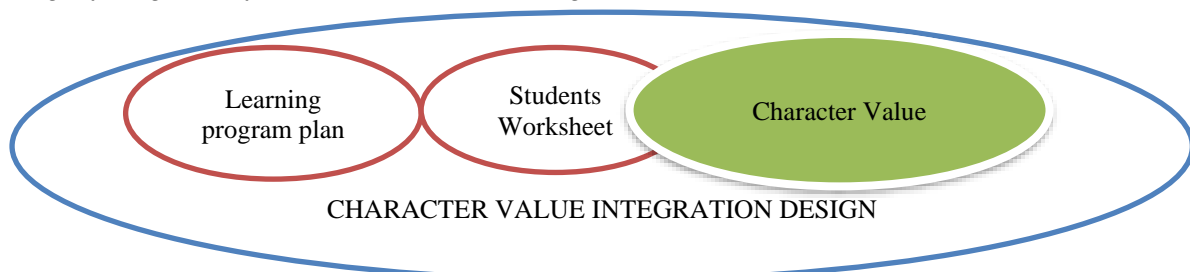 Learning
program plan
Students
Worksheet
Character Value
CHARACTER VALUE INTEGRATION DESIGN